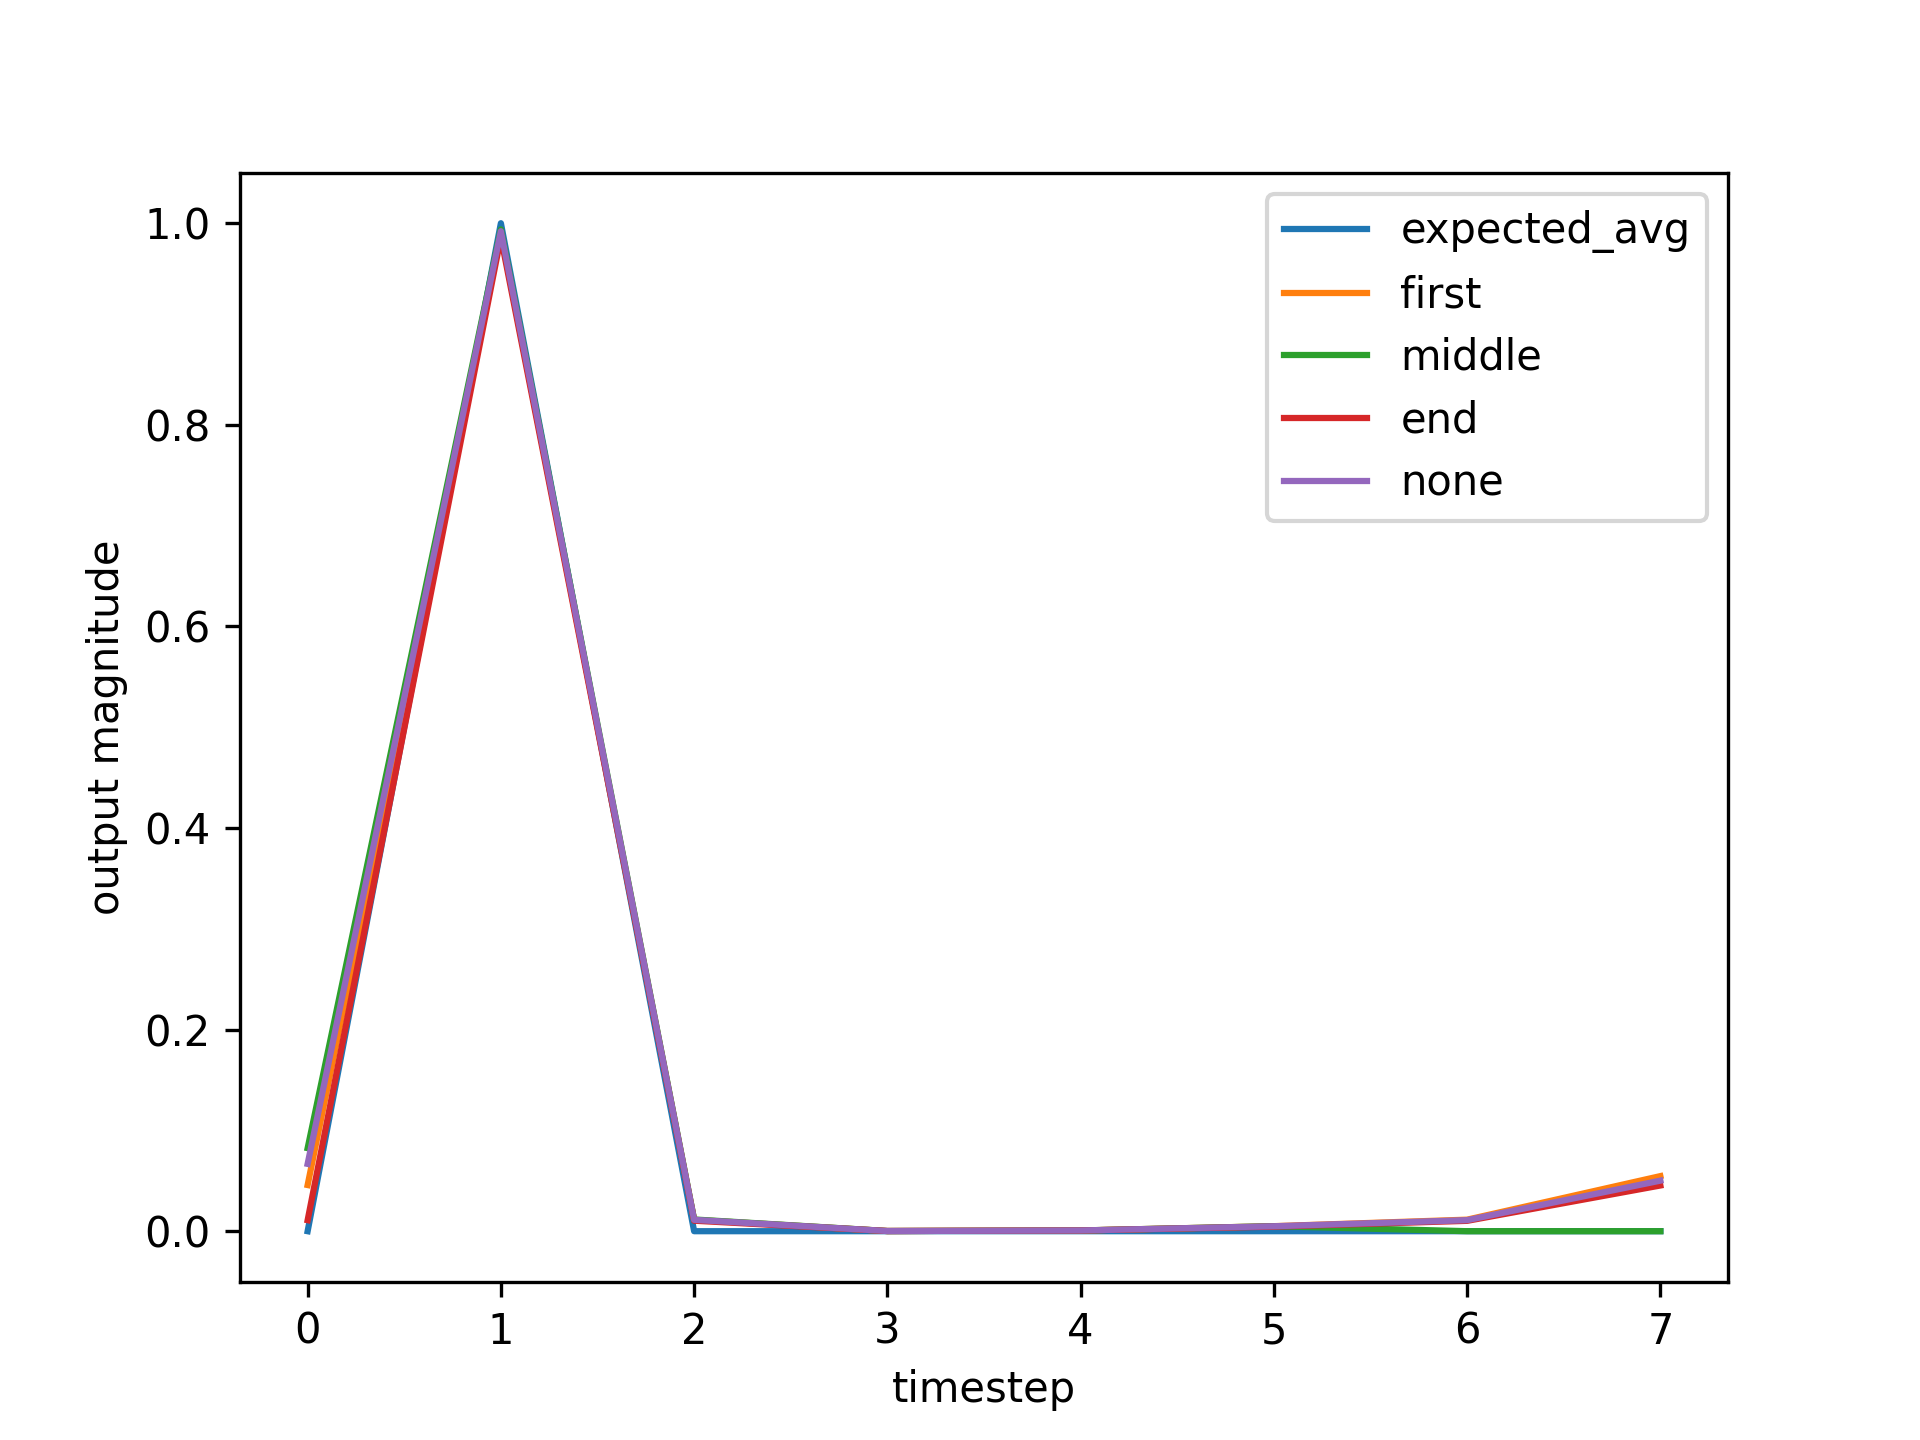 output magnitude
1.0
0.8
0.6
0.4
0.2
0.0
expected_avg
first
middle
end
none
0 1 2 3 4 5 6 7
timestep